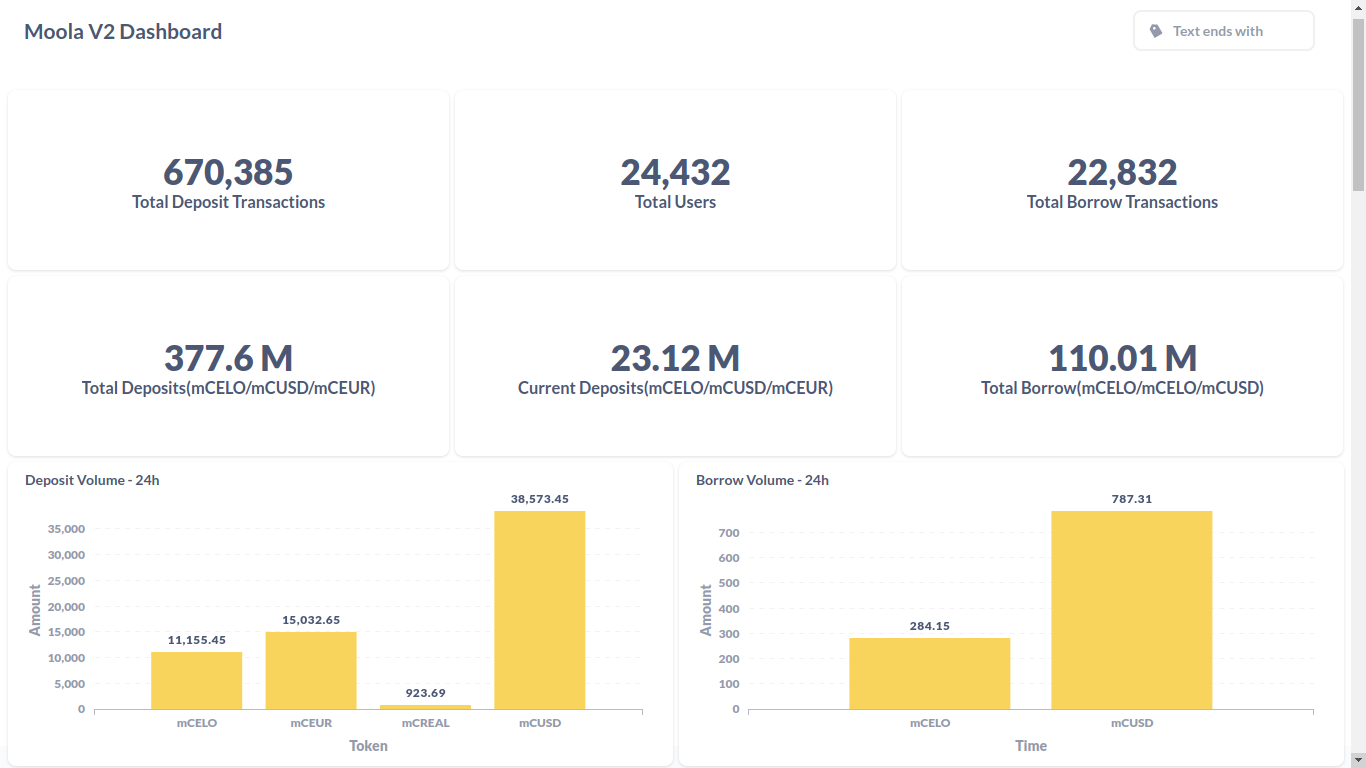 Moola V2 Dashboard
Text ends with
670,385
Total Deposit Transactions
24,432
Total Users
22,832
Total Borrow Transactions
377.6 M
Total Deposits(mCELO/mCUSD/mCEUR)
23.12 M
Current Deposits(mCELO/mCUSD/mCEUR)
110.01 M
Total Borrow(mCELO/mCELO/mCUSD)
Deposit Volume - 24h
38,573.45
35,000
30,000
25,000
20,000
15,000
10,000
5,000
0
Amount
11,155.45
15,032.65
923.69
mCELO
mCEUR
mCREAL
mCUSD
Token
Borrow Volume - 24h
787.31
700
600
500
400
300
200
100
0
Amount
284.15
mCELO
mCUSD
Time